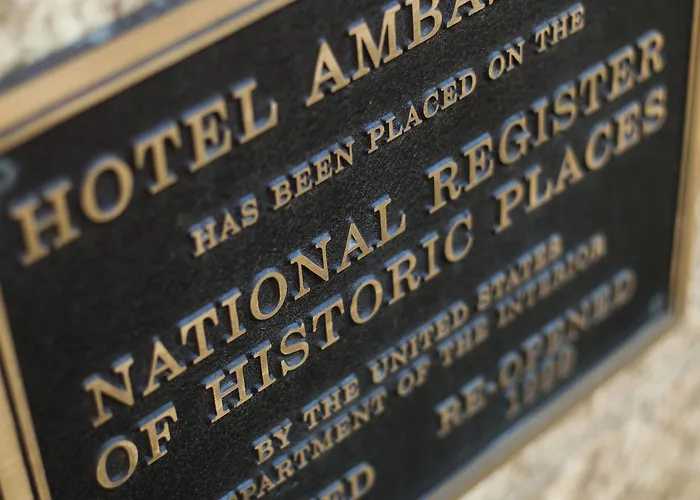 HOTEL AMBA
HAS BEEN PLACED ON THE
NATIONAL REGISTER
OF HISTORIC PLACES
BY THE UNITED STATES
DEPARTMENT OF THE INTERIOR
RE-OPENED